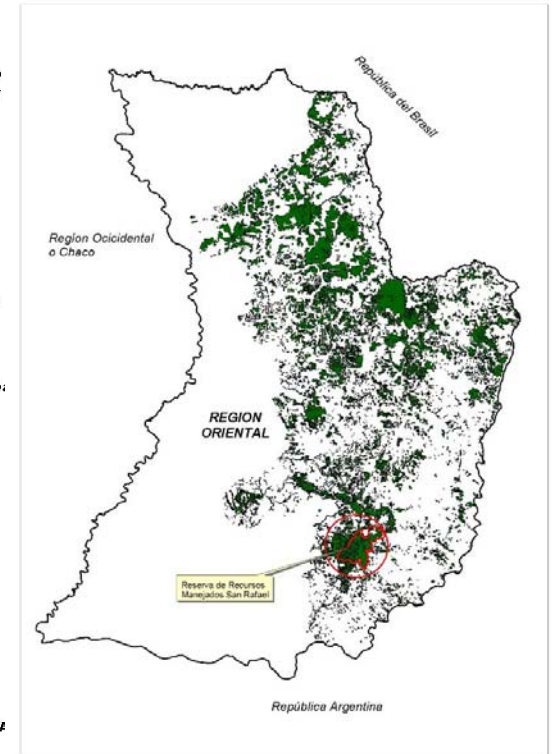 República del Brasil
Region Ocicidental
o Chaco
REGION
ORIENTAL
Reserva de Recursos
Manejados San Rafael
República Argentina